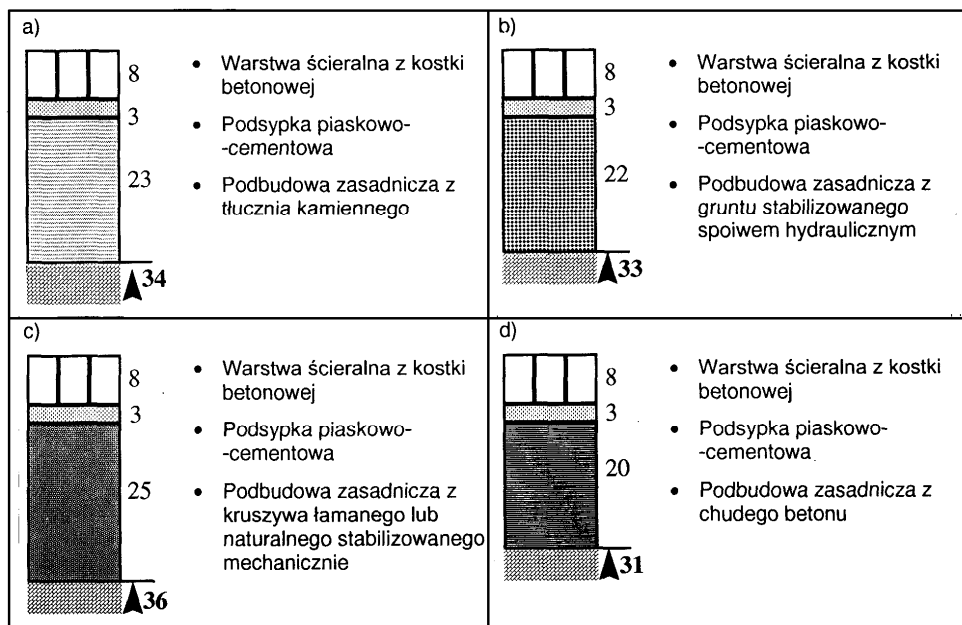 a)
8
3
23
34
• Warstwa ścieralna z kostki
betonowej
• Podsypka piaskowo-
-cementowa
• Podbudowa zasadnicza z
tłucznia kamiennego
b)
8
3
22
33
• Warstwa ścieralna z kostki
betonowej
• Podsypka piaskowo-
-cementowa
• Podbudowa zasadnicza z
gruntu stabilizowanego
spoiwem hydraulicznym
c)
8
3
25
36
• Warstwa ścieralna z kostki
betonowej
• Podsypka piaskowo-
-cementowa
• Podbudowa zasadnicza z
kruszywa łamanego lub
naturalnego stabilizowanego
mechanicznie
d)
8
3
20
31
• Warstwa ścieralna z kostki
betonowej
• Podsypka piaskowo-
-cementowa
• Podbudowa zasadnicza z
chudego betonu